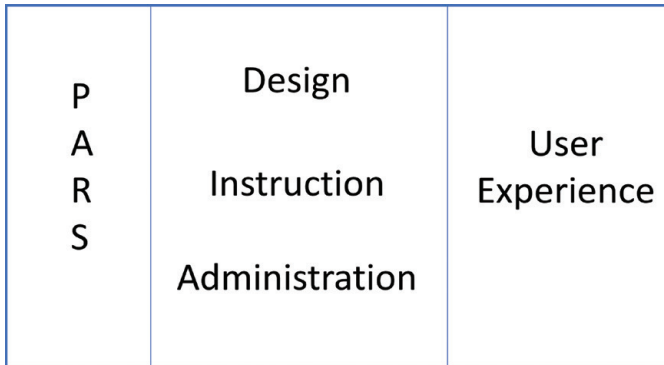 P
A
R
S
Design
Instruction
Administration
User
Experience